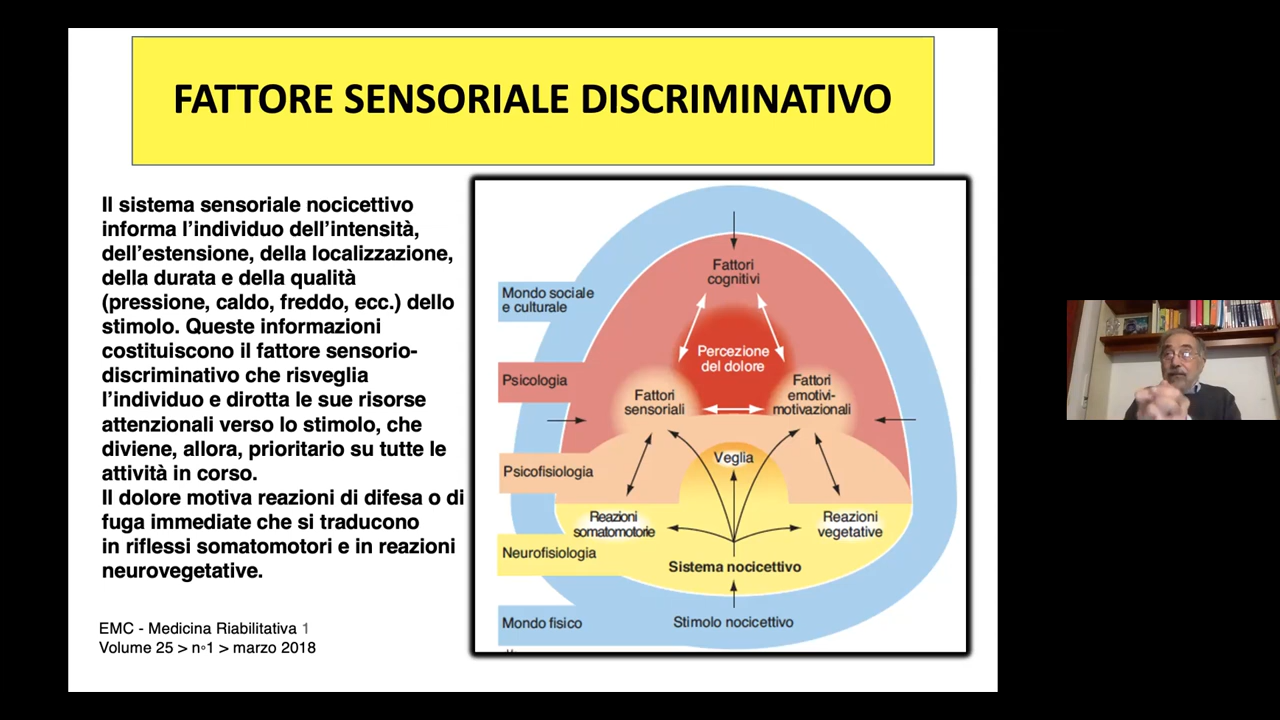 FATTORE SENSORIALE DISCRIMINATIVO
Il sistema sensoriale nocicettivo
informa l'individuo dell'intensità,
dell'estensione, della localizzazione,
della durata e della qualità
(pressione, caldo, freddo, ecc.) dello
stimolo. Queste informazioni
costituiscono il fattore sensorio-
discriminativo che risveglia
l'individuo e dirotta le sue risorse
attenzionali verso lo stimolo, che
diviene, allora, prioritario su tutte le
attività in corso.
Il dolore motiva reazioni di difesa o di
fuga immediate che si traducono
in riflessi somatomotori e in reazioni
neurovegetative.
EMC - Medicina Riabilitativa 1
Volume 25 > n◦1 > marzo 2018
Fattori
cognitivi
Mondo sociale
e culturale
Percezione
del dolore
Psicologia
Fattori
sensoriali
Fattori
emotivi-
motivazionali
Veglia
Psicofisiologia
Reazioni
somatomotorie
Reazioni
vegetative
Neurofisiologia
Sistema nocicettivo
Mondo fisico
Stimolo nocicettivo